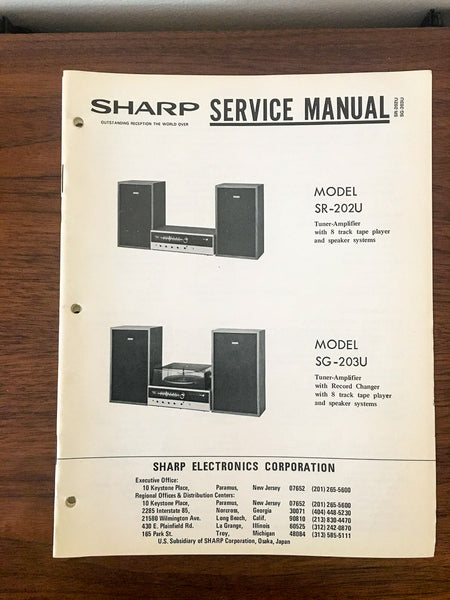 SHARP SERVICE MANUAL
SR-202U
SG-203U
OUTSTANDING RECEPTION THE WORLD OVER
MODEL
SR-202U
Tuner-Amplifier
with 8 track tape player
and speaker systems
MODEL
SG-203U
Tuner-Amplifier
with Record Changer
with 8 track tape player
and speaker systems
SHARP ELECTRONICS CORPORATION
Executive Office:
10 Keystone Place, Paramus, New Jersey 07652 (201) 265-5600
Regional Offices & Distribution Centers:
10 Keystone Place, Paramus, New Jersey 07652 (201) 265-5600
2285 Interstate 85, Norcross, Georgia 30071 (404) 448-5230
21580 Wilmington Ave. Long Beach, Calif. 90810 (213) 830-4470
430 E. Plainfield Rd. La Grange, Illinois 60525 (312) 242-0870
165 Park St. Troy, Michigan 48084 (313) 585-5111
U.S. Subsidiary of SHARP Corporation, Osaka, Japan